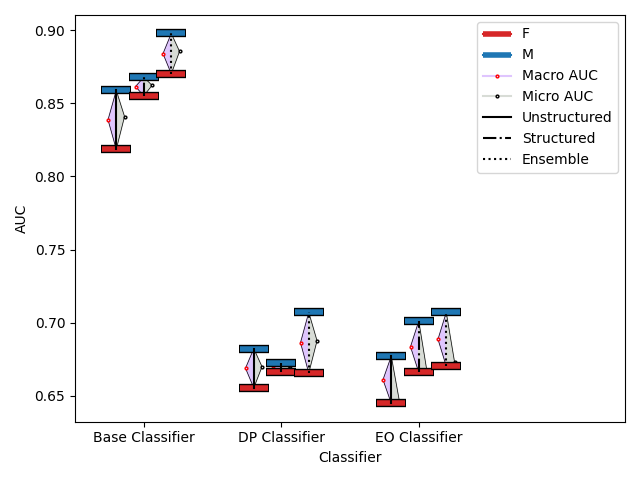 0.90
0.85
0.80
0.75
0.70
0.65
AUC
F
M
Macro AUC
Micro AUC
Unstructured
Structured
Ensemble
Base Classifier
DP Classifier
EO Classifier
Classifier